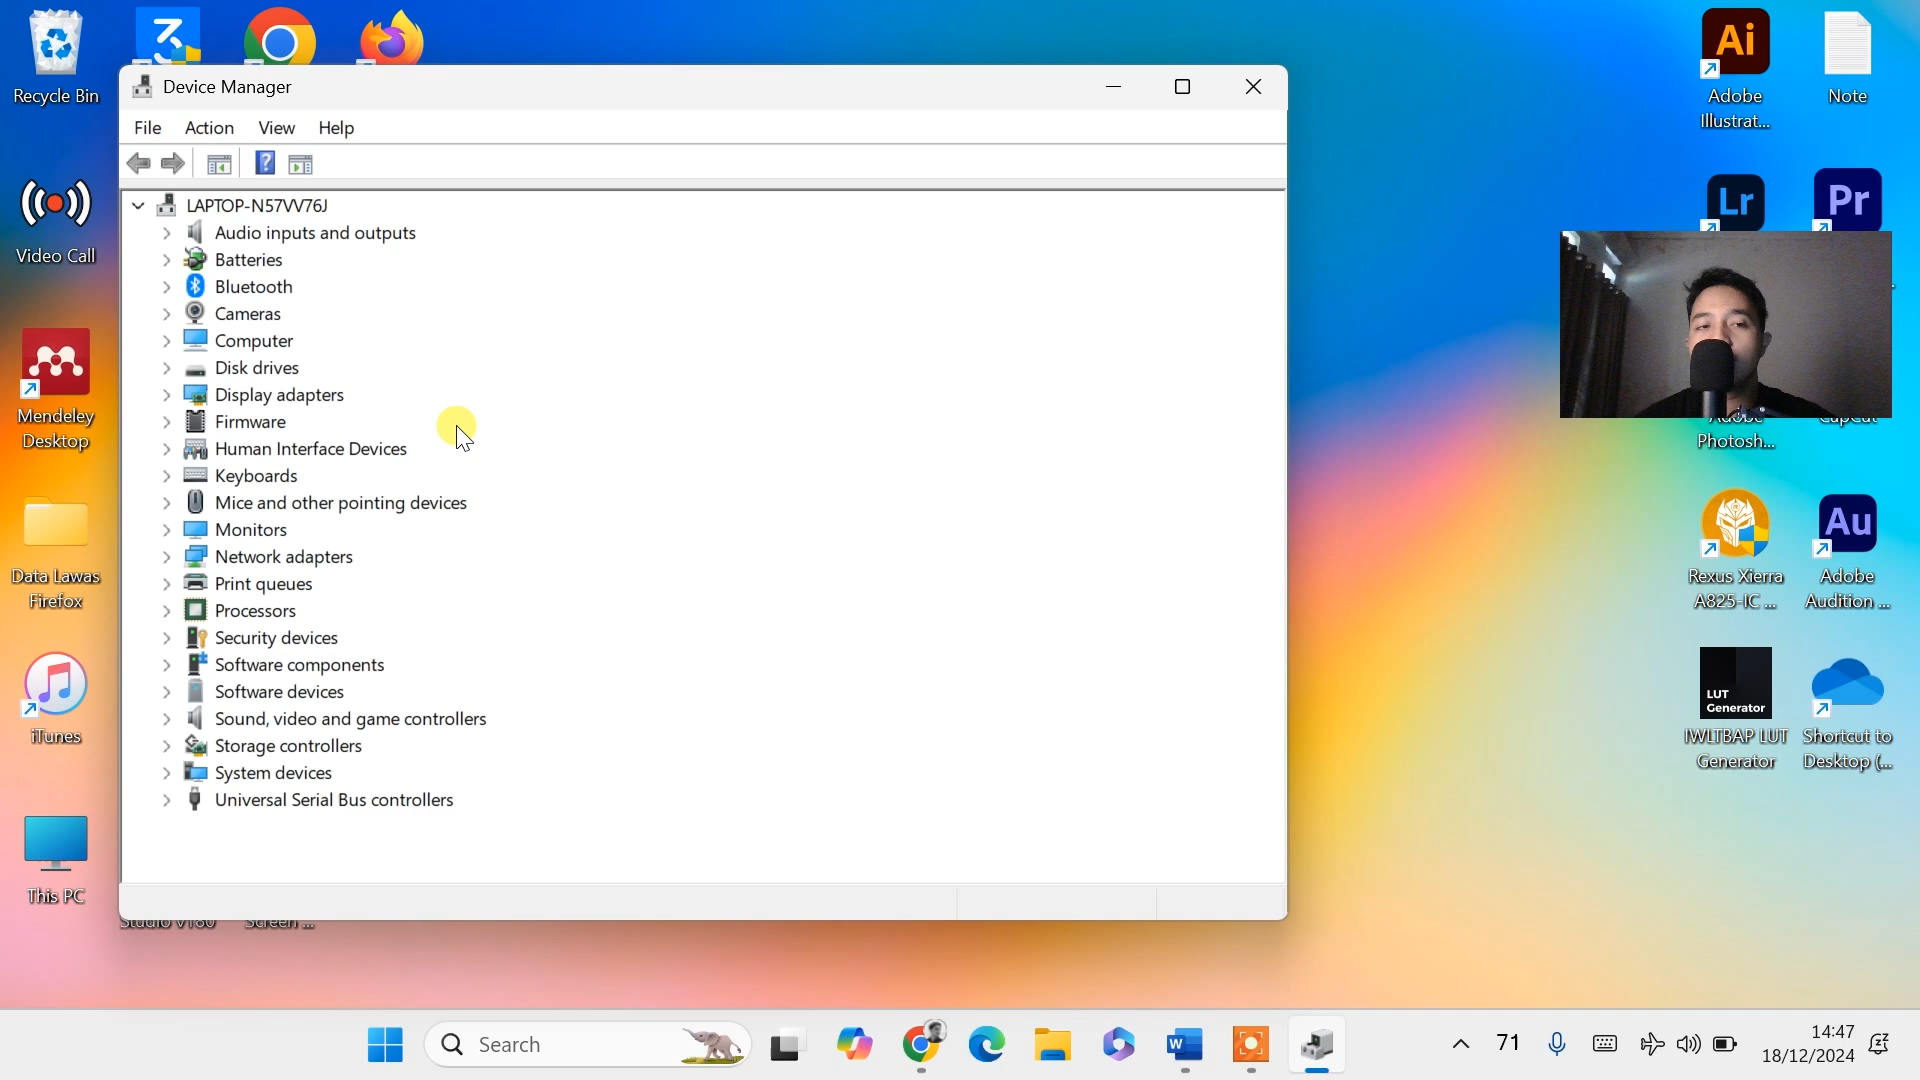 Recycle Bin
Video Call
Mendeley
Desktop
Data Lawas
Firefox
iTunes
This PC
Device Manager
File Action View Help
LAPTOP-N57VV76J
Audio inputs and outputs
Batteries
Bluetooth
Cameras
Computer
Disk drives
Display adapters
Firmware
Human Interface Devices
Keyboards
Mice and other pointing devices
Monitors
Network adapters
Print queues
Processors
Security devices
Software components
Software devices
Sound, video and game controllers
Storage controllers
System devices
Universal Serial Bus controllers
Studio V180
Screen ...
Ai
Adobe
Illustrat...
Note
Lr
Pr
Adobe
Photosh...
CapCut
Rexus Xierra
A825-IC ...
Au
Adobe
Audition ...
LUT
Generator
IWLTBAP LUT
Generator
Shortcut to
Desktop (...
Search
W
71
14:47
18/12/2024